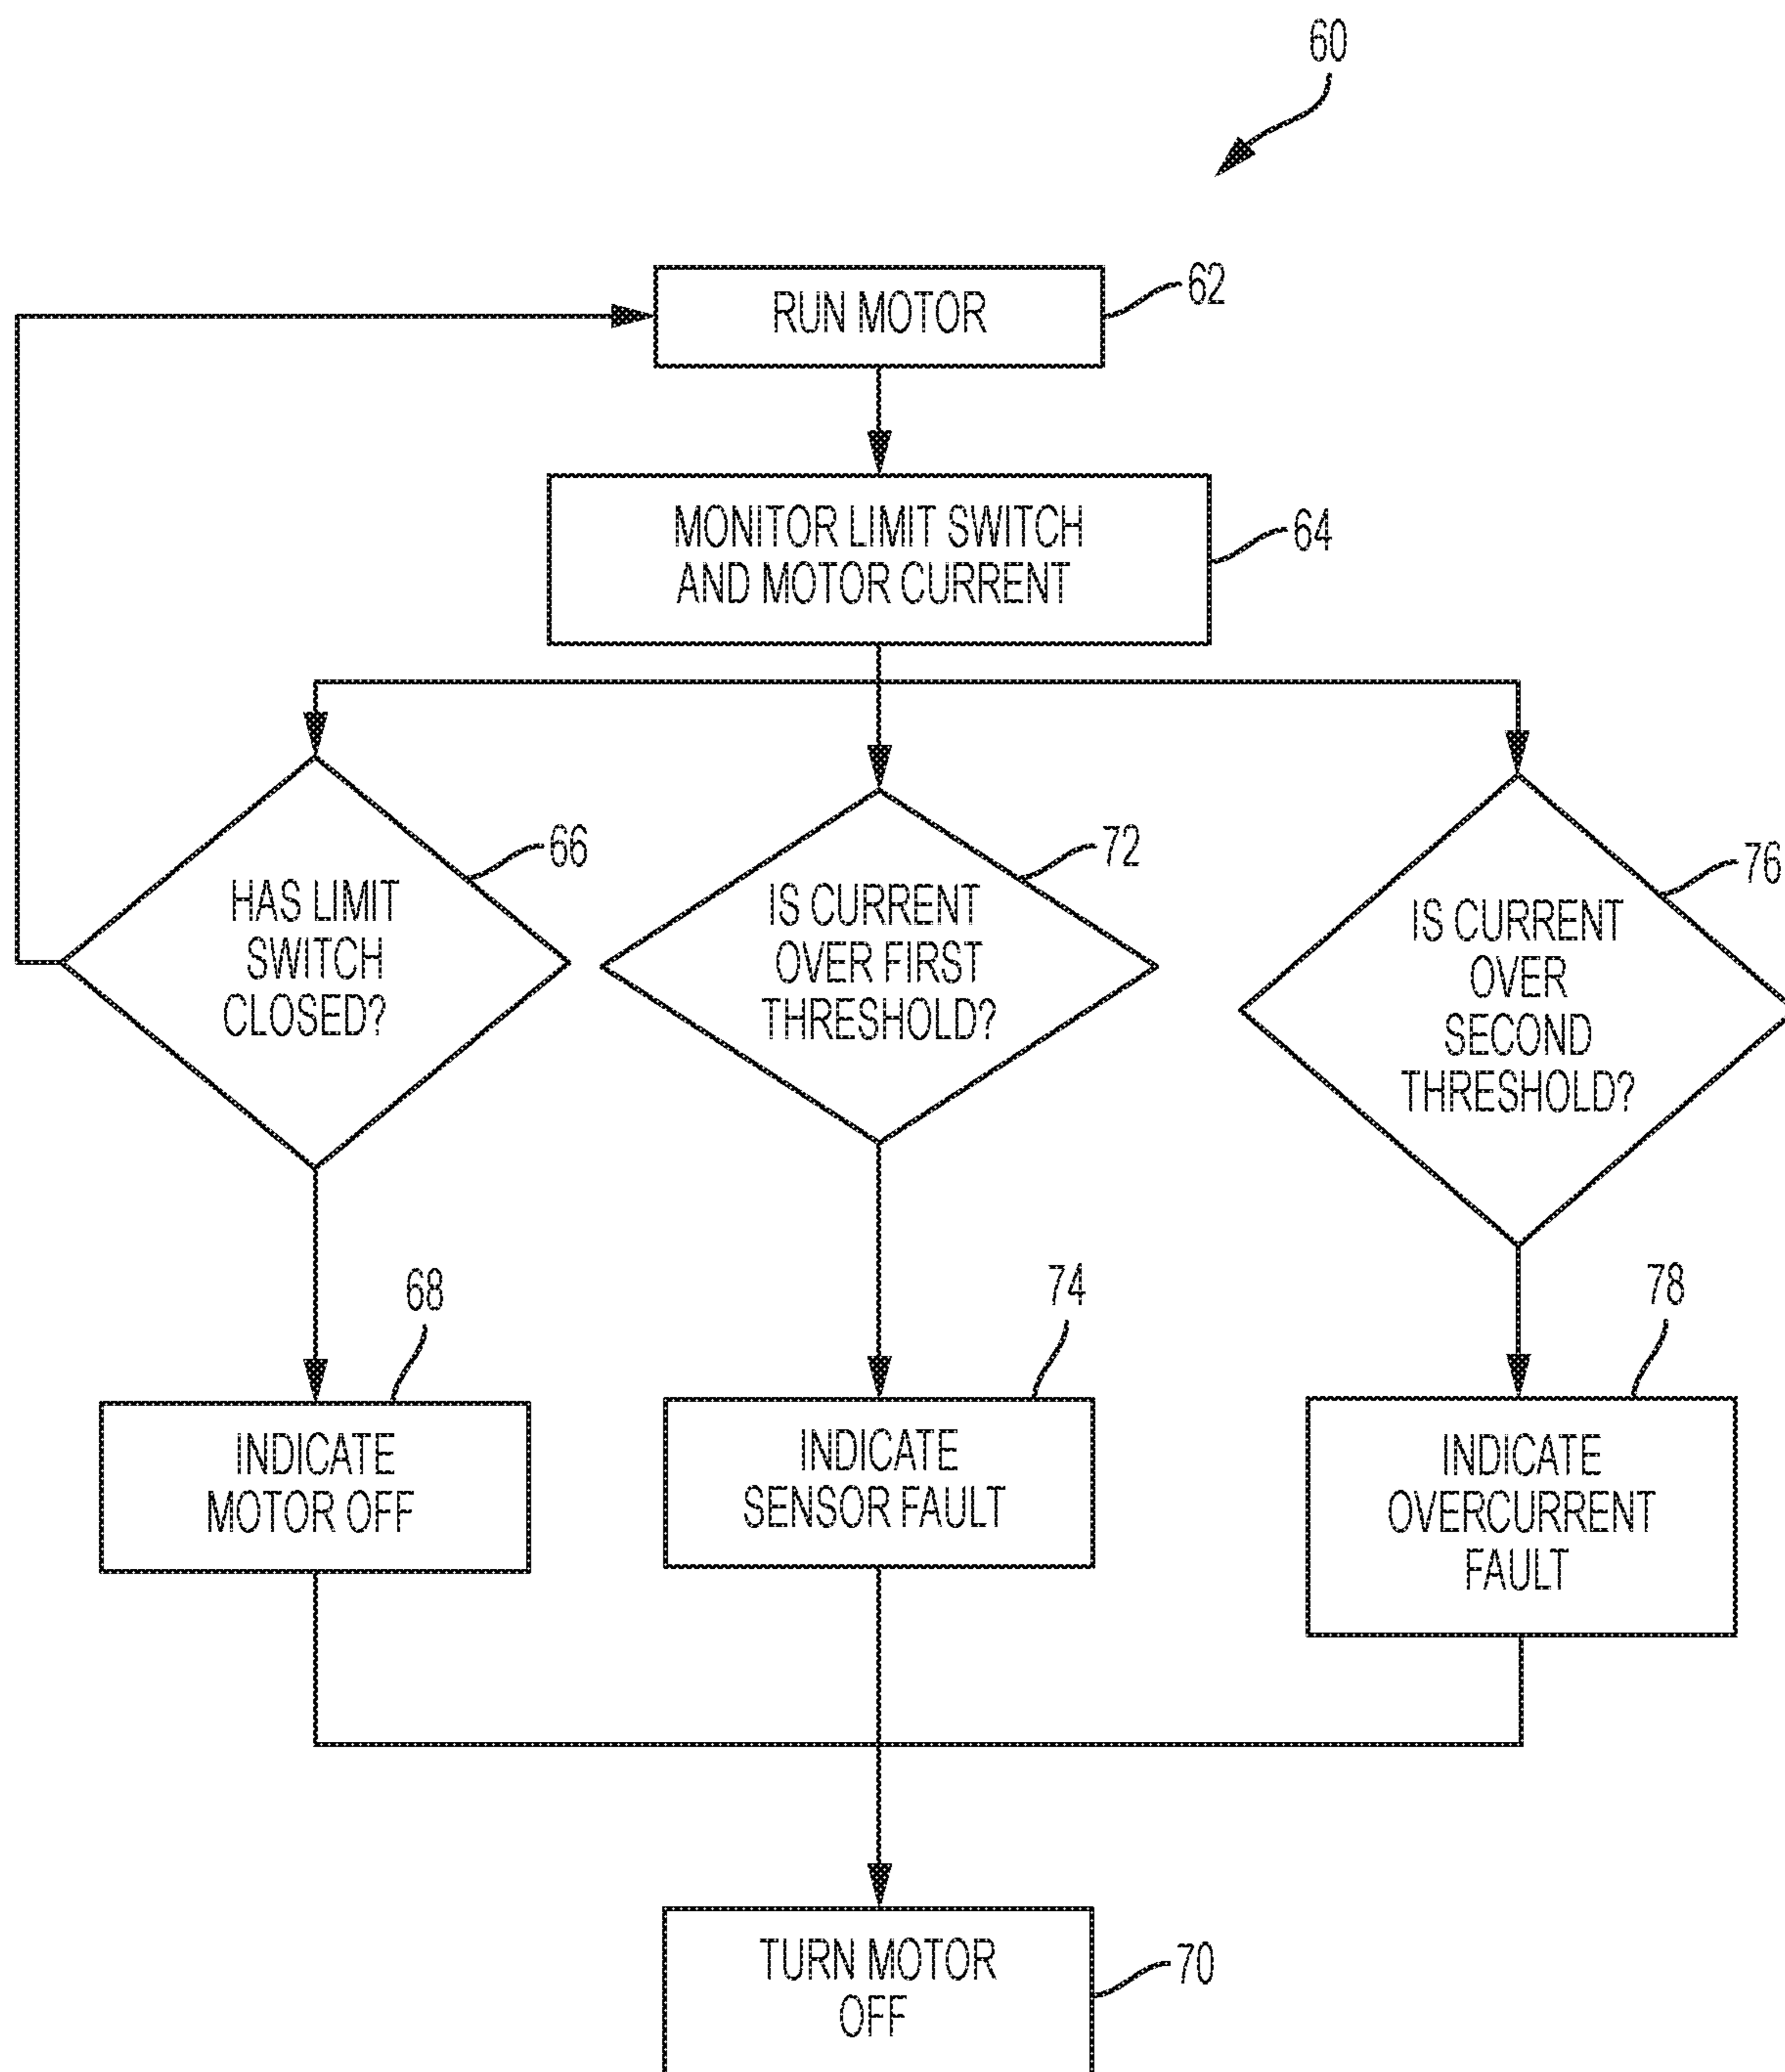 60
RUN MOTOR
62
MONITOR LIMIT SWITCH
AND MOTOR CURRENT
64
HAS LIMIT
SWITCH
CLOSED?
66
IS CURRENT
OVER FIRST
THRESHOLD?
72
IS CURRENT
OVER
SECOND
THRESHOLD?
76
INDICATE
MOTOR OFF
68
INDICATE
SENSOR FAULT
74
INDICATE
OVERCURRENT
FAULT
78
TURN MOTOR
OFF
70